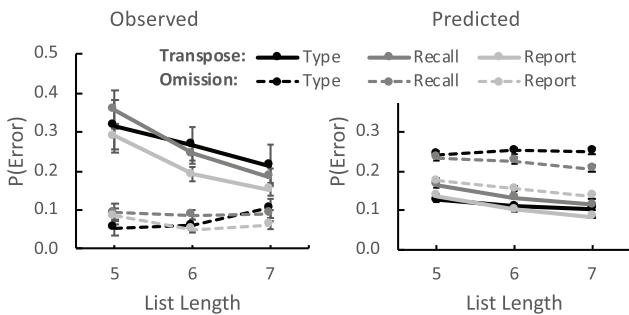 Observed
Predicted
Transpose: Type Recall Report
Omission: Type Recall Report
P(Error)
0.5
0.4
0.3
0.2
0.1
0.0
5 6 7
List Length
P(Error)
0.3
0.2
0.1
0.0
5 6 7
List Length